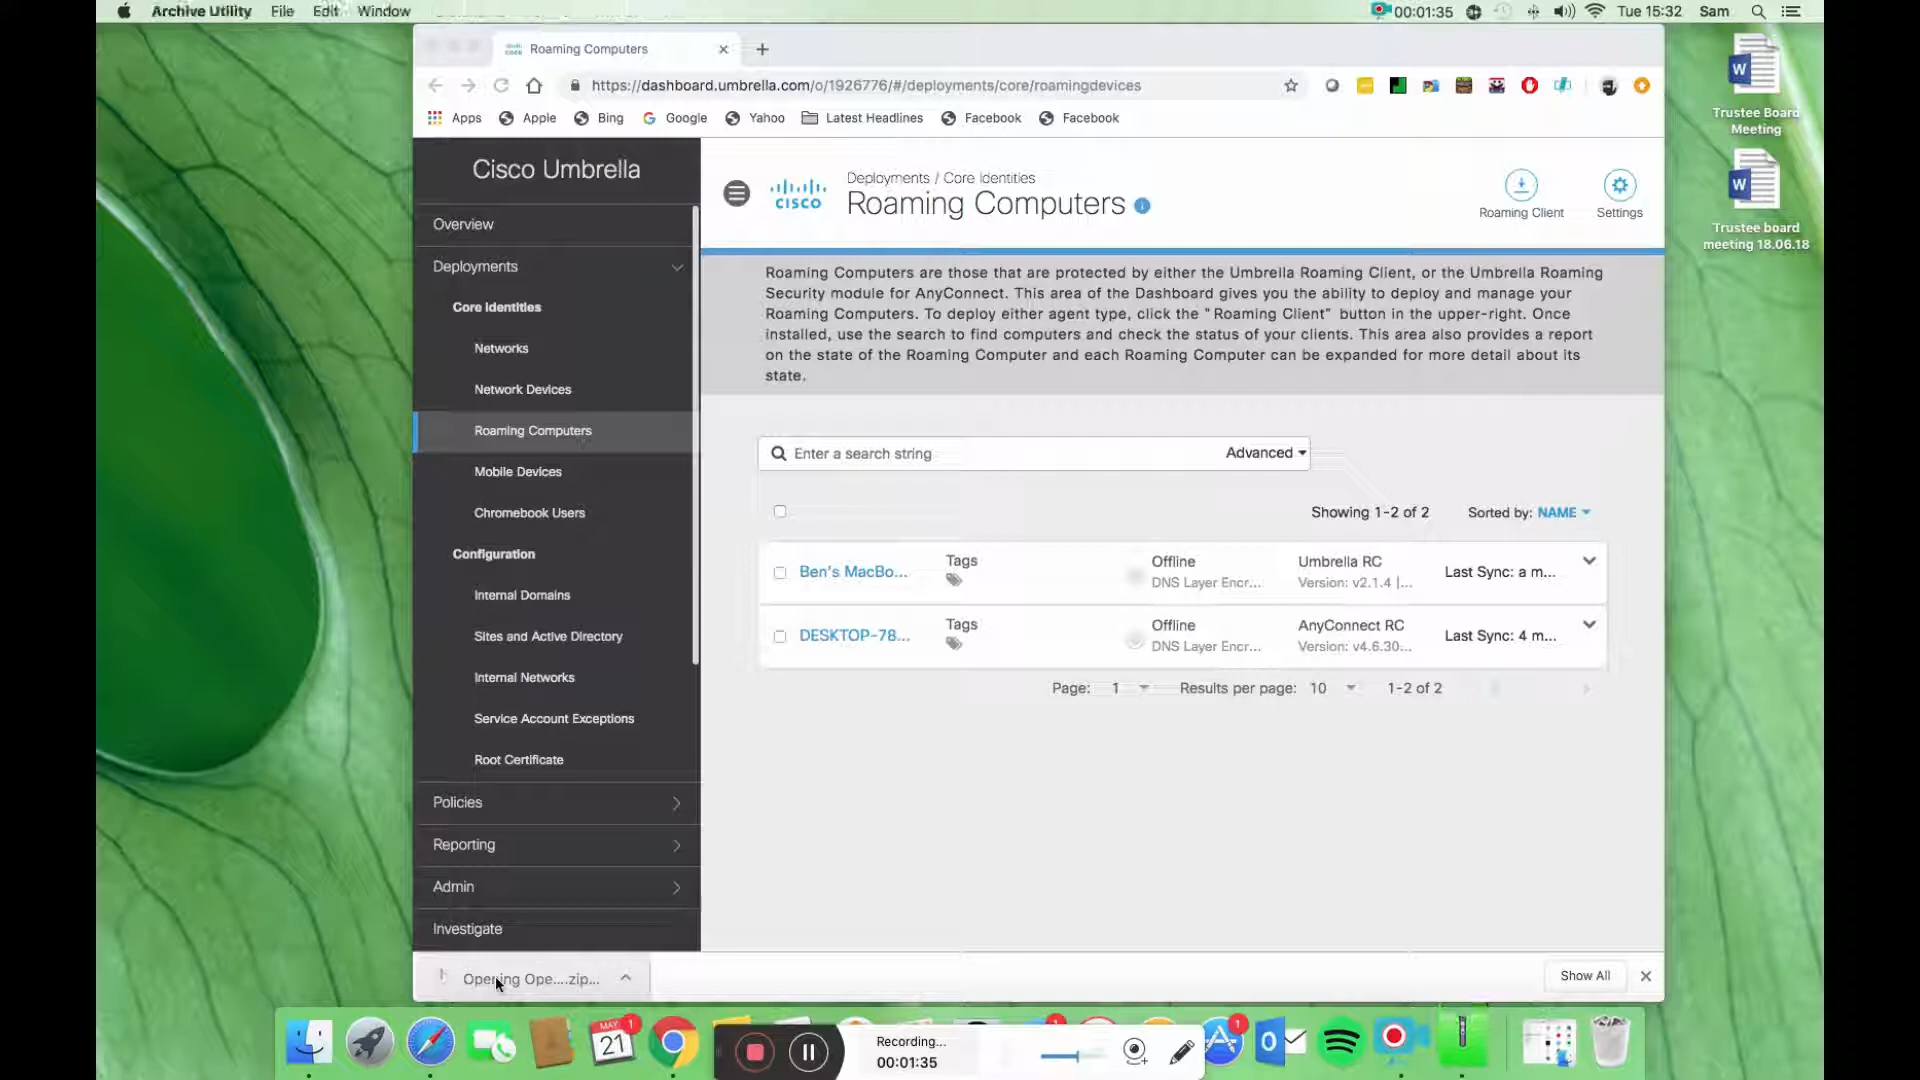 Archive Utility File Edit Window 00:01:35 Tue 15:32 Sam
Roaming Computers
https://dashboard.umbrella.com/o/1926776/#/deployments/core/roamingdevices
Apps Apple Bing Google Yahoo Latest Headlines Facebook Facebook
Trustee Board
Meeting
Trustee board
meeting 18.06.18
Cisco Umbrella
Overview
Deployments
Core Identities
Networks
Network Devices
Roaming Computers
Mobile Devices
Chromebook Users
Configuration
Internal Domains
Sites and Active Directory
Internal Networks
Service Account Exceptions
Root Certificate
Policies
Reporting
Admin
Investigate
cisco
Deployments / Core Identities
Roaming Computers
Roaming Client
Settings
Roaming Computers are those that are protected by either the Umbrella Roaming Client, or the Umbrella Roaming
Security module for AnyConnect. This area of the Dashboard gives you the ability to deploy and manage your
Roaming Computers. To deploy either agent type, click the "Roaming Client" button in the upper-right. Once
installed, use the search to find computers and check the status of your clients. This area also provides a report
on the state of the Roaming Computer and each Roaming Computer can be expanded for more detail about its
state.
Enter a search string Advanced
Showing 1-2 of 2 Sorted by: NAME
Ben's MacBo... Tags Offline Umbrella RC Last Sync: a m...
DNS Layer Encr... Version: v2.1.4 |...
DESKTOP-78... Tags Offline AnyConnect RC Last Sync: 4 m...
DNS Layer Encr... Version: v4.6.30...
Page: 1 Results per page: 10 1-2 of 2
Opening Ope....zip... Show All
MAY
21
1
1
1
Recording...
00:01:35